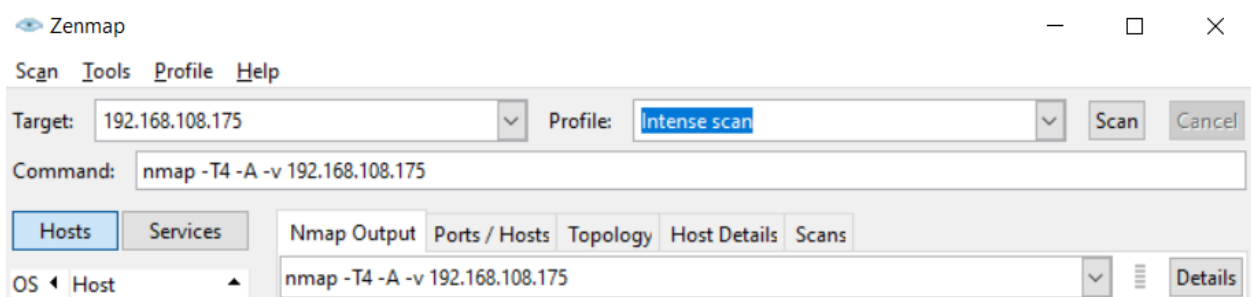 Zenmap
Scan Tools Profile Help
Target: 192.168.108.175 Profile: Intense scan Scan Cancel
Command: nmap -T4 -A -v 192.168.108.175
Hosts Services Nmap Output Ports / Hosts Topology Host Details Scans
OS Host nmap -T4 -A -v 192.168.108.175 Details